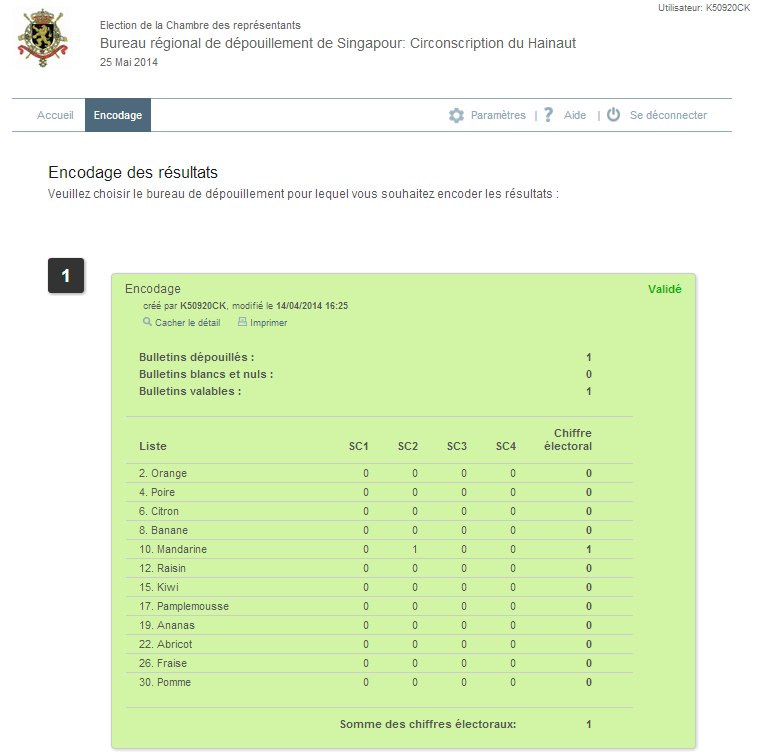 Utilisateur: K50920CK
Election de la Chambre des représentants
Bureau régional de dépouillement de Singapour: Circonscription du Hainaut
25 Mai 2014
Accueil Encodage Paramètres | ? Aide | Se déconnecter
Encodage des résultats
Veuillez choisir le bureau de dépouillement pour lequel vous souhaitez encoder les résultats :
1
Encodage Validé
créé par K50920CK, modifié le 14/04/2014 16:25
Cacher le détail Imprimer
Bulletins dépouillés : 1
Bulletins blancs et nuls : 0
Bulletins valables : 1
Liste SC1 SC2 SC3 SC4 Chiffre électoral
2. Orange 0 0 0 0 0
4. Poire 0 0 0 0 0
6. Citron 0 0 0 0 0
8. Banane 0 0 0 0 0
10. Mandarine 0 1 0 0 1
12. Raisin 0 0 0 0 0
15. Kiwi 0 0 0 0 0
17. Pamplemousse 0 0 0 0 0
19. Ananas 0 0 0 0 0
22. Abricot 0 0 0 0 0
26. Fraise 0 0 0 0 0
30. Pomme 0 0 0 0 0
Somme des chiffres électoraux: 1